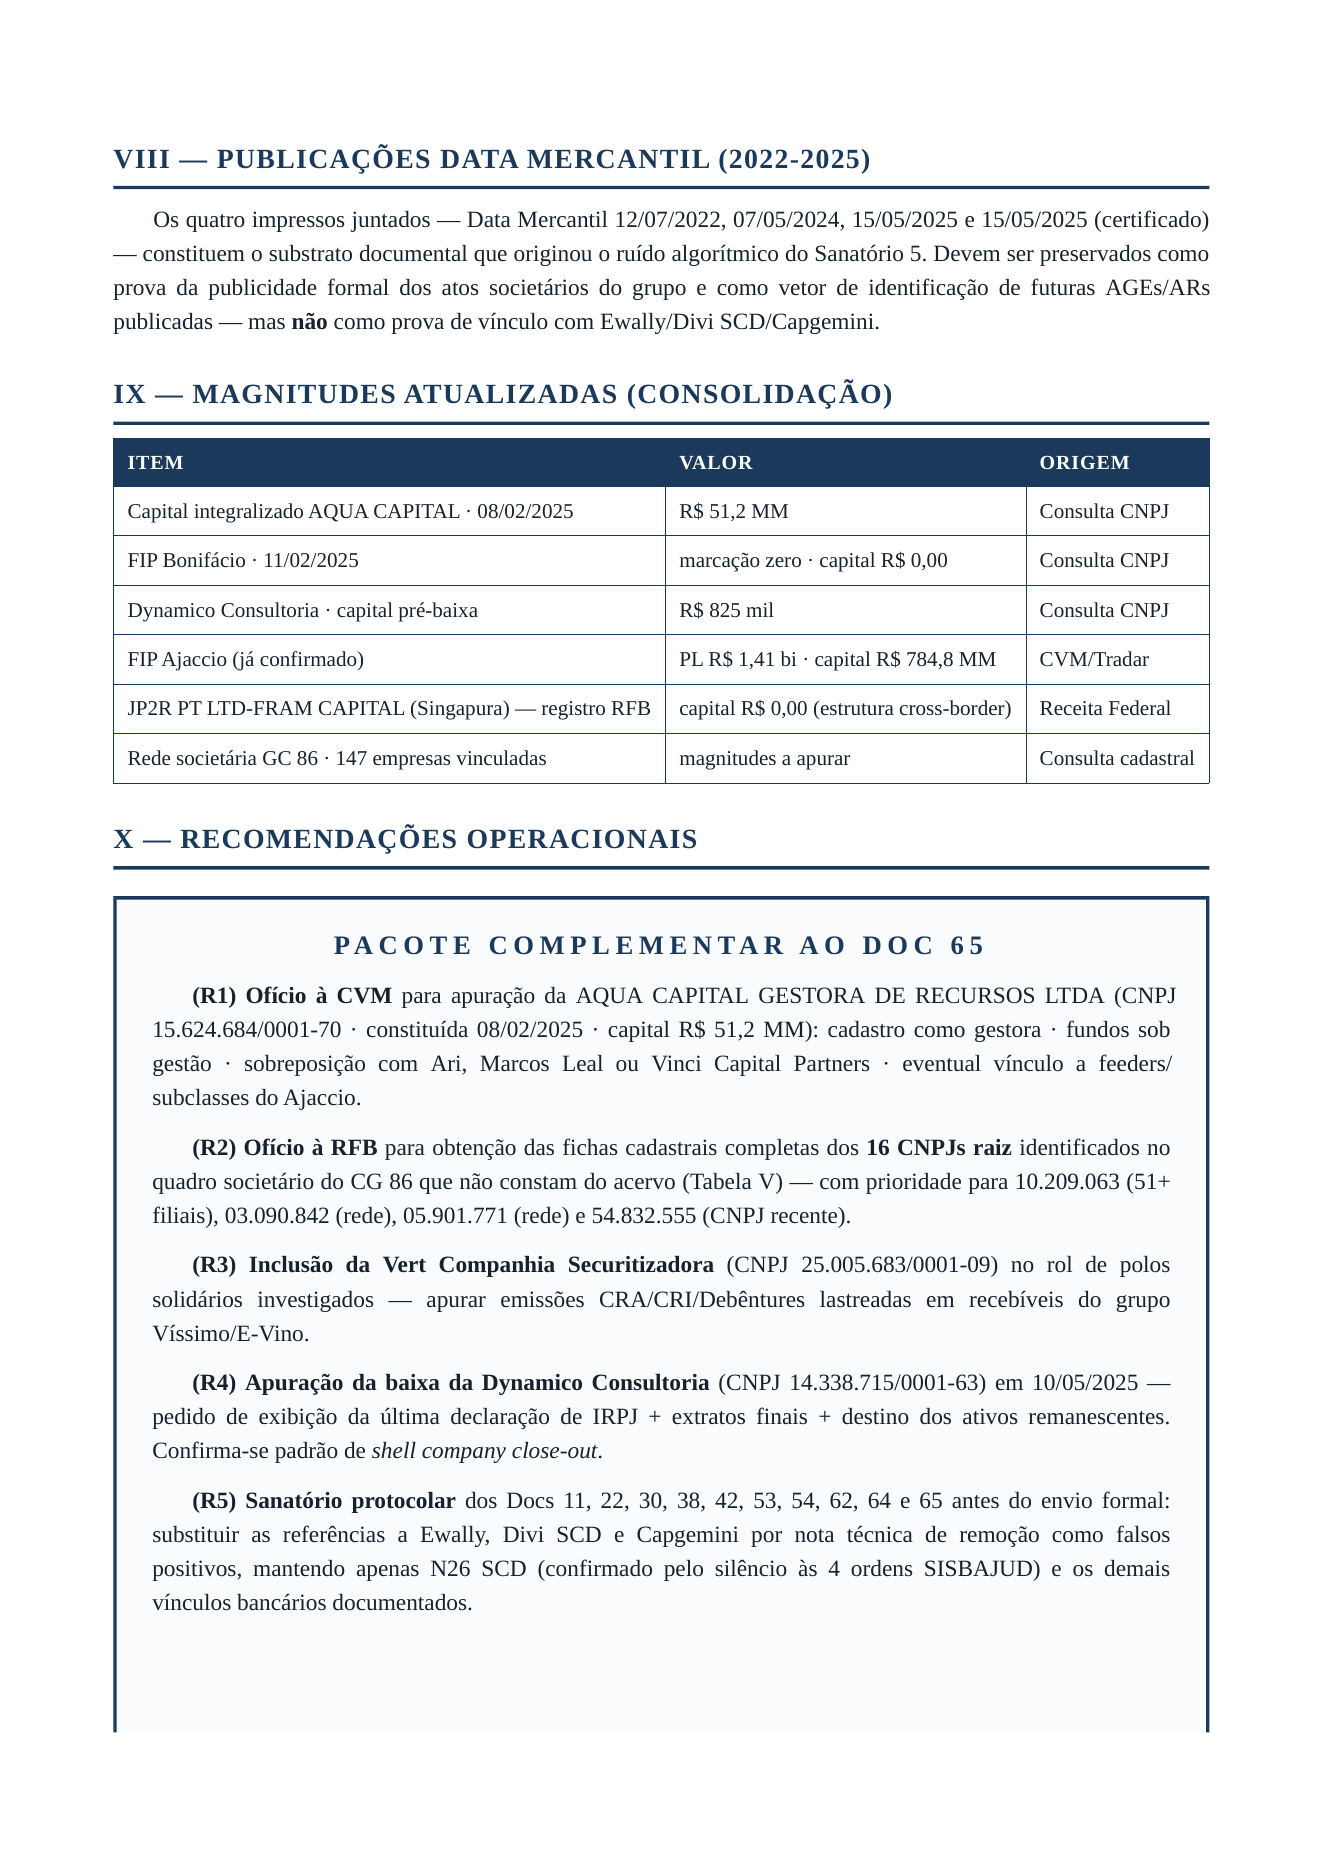 VIII — PUBLICAÇÕES DATA MERCANTIL (2022-2025)
Os quatro impressos juntados — Data Mercantil 12/07/2022, 07/05/2024, 15/05/2025 e 15/05/2025 (certificado)
— constituem o substrato documental que originou o ruído algorítmico do Sanatório 5. Devem ser preservados como
prova da publicidade formal dos atos societários do grupo e como vetor de identificação de futuras AGEs/ARs
publicadas — mas não como prova de vínculo com Ewally/Divi SCD/Capgemini.
IX — MAGNITUDES ATUALIZADAS (CONSOLIDAÇÃO)
ITEM VALOR ORIGEM
Capital integralizado AQUA CAPITAL · 08/02/2025 R$ 51,2 MM Consulta CNPJ
FIP Bonifácio · 11/02/2025 marcação zero · capital R$ 0,00 Consulta CNPJ
Dynamico Consultoria · capital pré-baixa R$ 825 mil Consulta CNPJ
FIP Ajaccio (já confirmado) PL R$ 1,41 bi · capital R$ 784,8 MM CVM/Tradar
JP2R PT LTD-FRAM CAPITAL (Singapura) — registro RFB capital R$ 0,00 (estrutura cross-border) Receita Federal
Rede societária GC 86 · 147 empresas vinculadas magnitudes a apurar Consulta cadastral
X — RECOMENDAÇÕES OPERACIONAIS
PACOTE COMPLEMENTAR AO DOC 65
(R1) Ofício à CVM para apuração da AQUA CAPITAL GESTORA DE RECURSOS LTDA (CNPJ
15.624.684/0001-70 · constituída 08/02/2025 · capital R$ 51,2 MM): cadastro como gestora · fundos sob
gestão · sobreposição com Ari, Marcos Leal ou Vinci Capital Partners · eventual vínculo a feeders/
subclasses do Ajaccio.
(R2) Ofício à RFB para obtenção das fichas cadastrais completas dos 16 CNPJs raiz identificados no
quadro societário do CG 86 que não constam do acervo (Tabela V) — com prioridade para 10.209.063 (51+
filiais), 03.090.842 (rede), 05.901.771 (rede) e 54.832.555 (CNPJ recente).
(R3) Inclusão da Vert Companhia Securitizadora (CNPJ 25.005.683/0001-09) no rol de polos
solidários investigados — apurar emissões CRA/CRI/Debêntures lastreadas em recebíveis do grupo
Víssimo/E-Vino.
(R4) Apuração da baixa da Dynamico Consultoria (CNPJ 14.338.715/0001-63) em 10/05/2025 —
pedido de exibição da última declaração de IRPJ + extratos finais + destino dos ativos remanescentes.
Confirma-se padrão de shell company close-out.
(R5) Sanatório protocolar dos Docs 11, 22, 30, 38, 42, 53, 54, 62, 64 e 65 antes do envio formal:
substituir as referências a Ewally, Divi SCD e Capgemini por nota técnica de remoção como falsos
positivos, mantendo apenas N26 SCD (confirmado pelo silêncio às 4 ordens SISBAJUD) e os demais
vínculos bancários documentados.